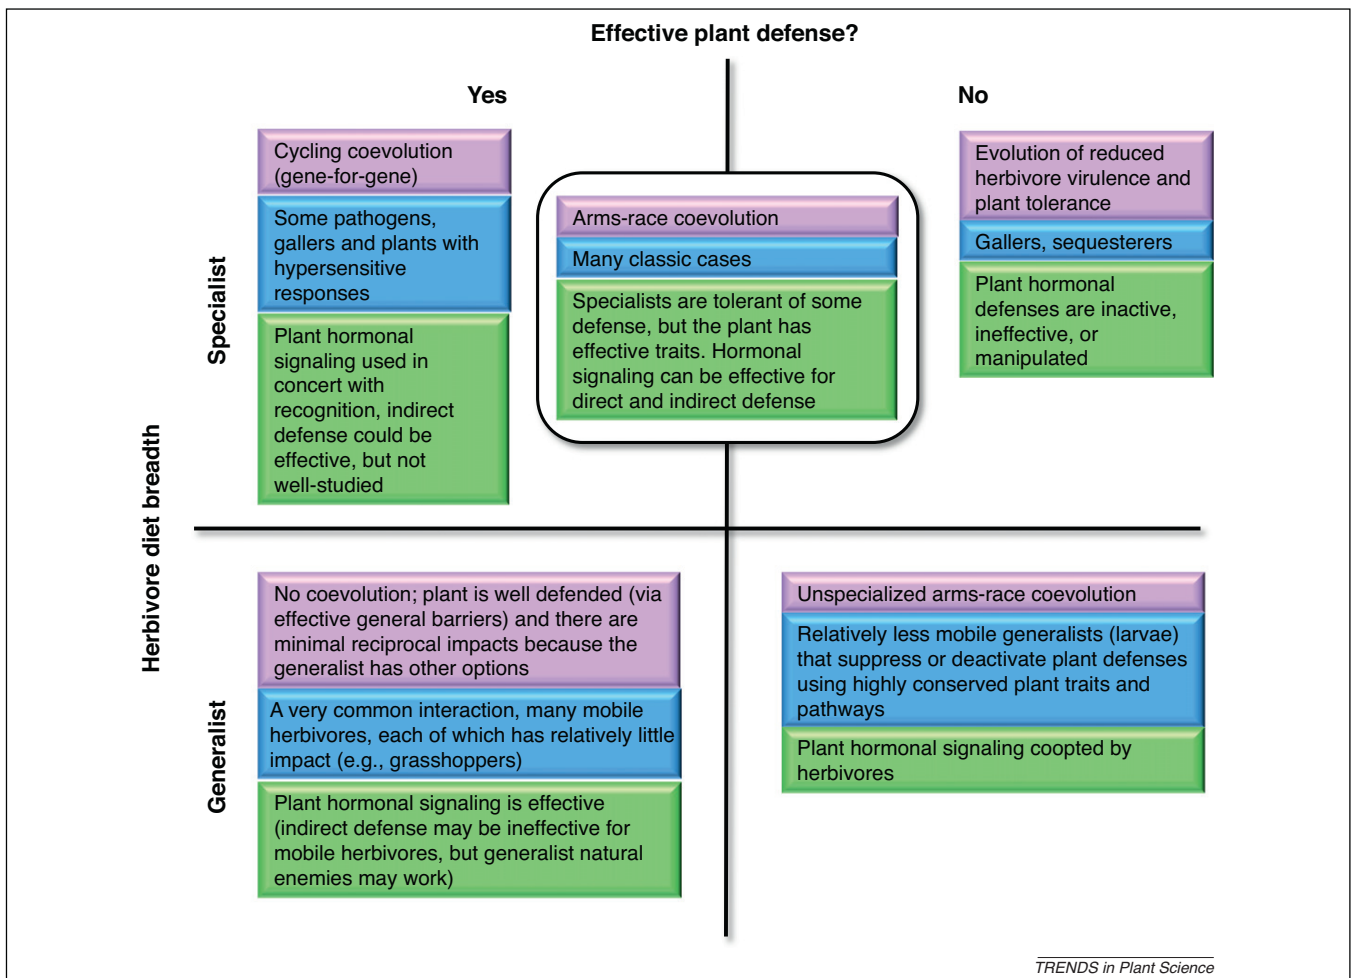 Effective plant defense?
Yes
No
Herbivore diet breadth
Specialist
Cycling coevolution
(gene-for-gene)
Some pathogens,
gallers and plants with
hypersensitive
responses
Plant hormonal
signaling used in
concert with
recognition, indirect
defense could be
effective, but not
well-studied
Arms-race coevolution
Many classic cases
Specialists are tolerant of some
defense, but the plant has
effective traits. Hormonal
signaling can be effective for
direct and indirect defense
Evolution of reduced
herbivore virulence and
plant tolerance
Gallers, sequesterers
Plant hormonal
defenses are inactive,
ineffective, or
manipulated
Generalist
No coevolution; plant is well defended (via
effective general barriers) and there are
minimal reciprocal impacts because the
generalist has other options
A very common interaction, many mobile
herbivores, each of which has relatively little
impact (e.g., grasshoppers)
Plant hormonal signaling is effective
(indirect defense may be ineffective for
mobile herbivores, but generalist natural
enemies may work)
Unspecialized arms-race coevolution
Relatively less mobile generalists (larvae)
that suppress or deactivate plant defenses
using highly conserved plant traits and
pathways
Plant hormonal signaling coopted by
herbivores
TRENDS in Plant Science